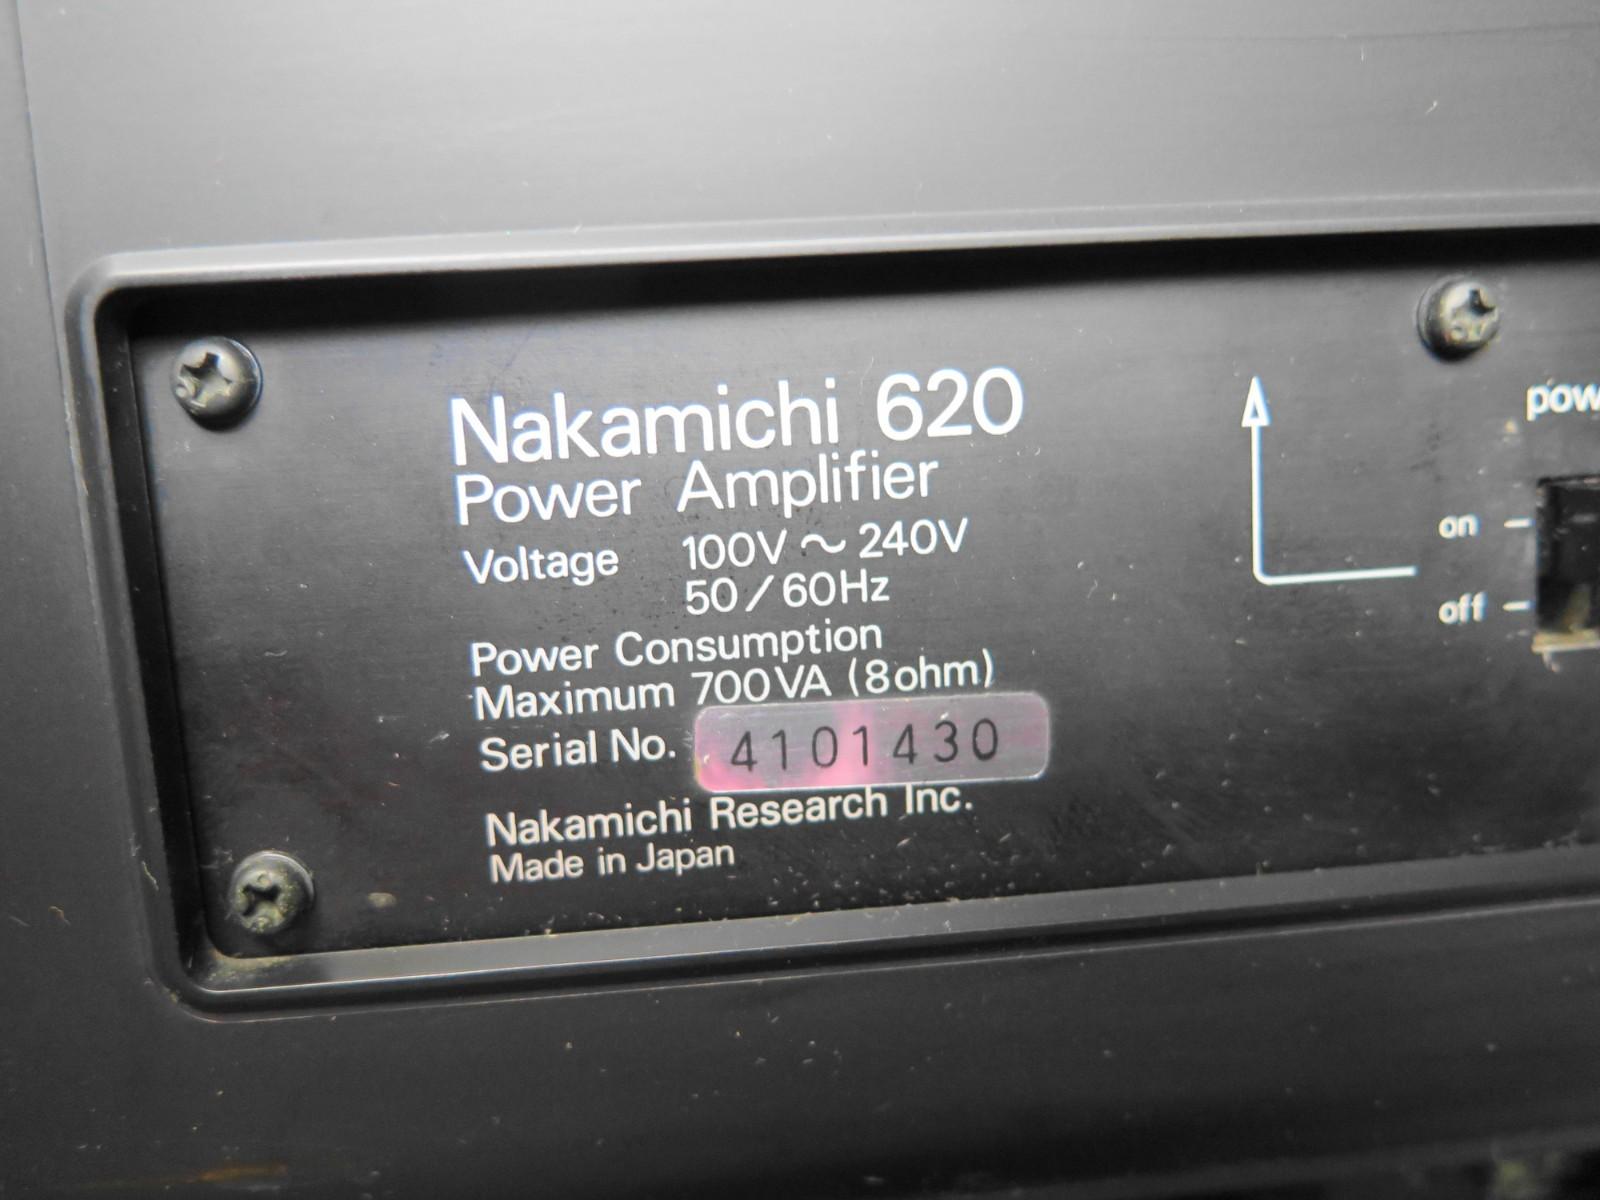 Nakamichi 620
Power Amplifier
Voltage 100V ~ 240V
50/60Hz
Power Consumption
Maximum 700VA (8ohm)
Serial No. 4101430
Nakamichi Research Inc.
Made in Japan
pow
on
off